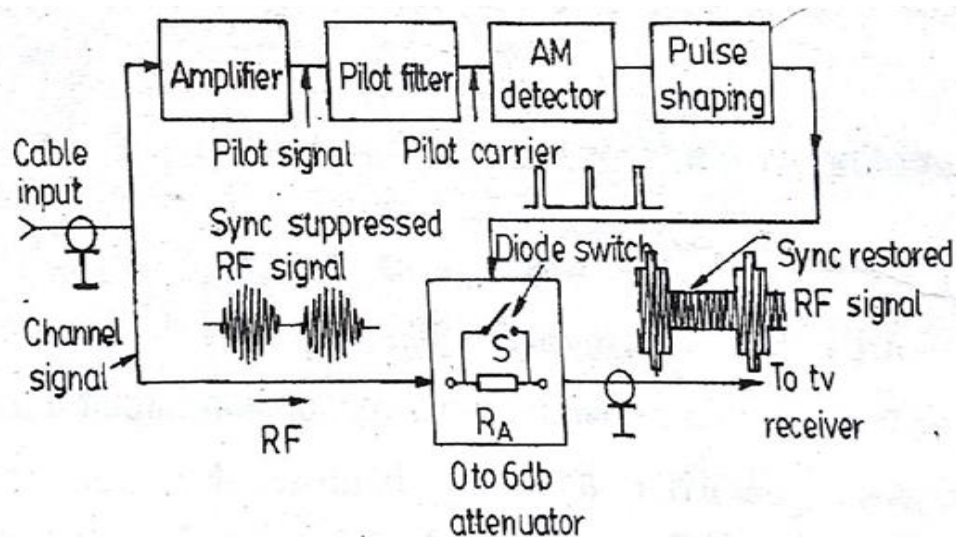 Amplifier
Pilot filter
AM
detector
Pulse
shaping
Pilot signal
Pilot carrier
Cable
input
Sync suppressed
RF signal
Diode switch
Sync restored
RF signal
Channel
signal
S
R_A
RF
To tv
receiver
0 to 6db
attenuator